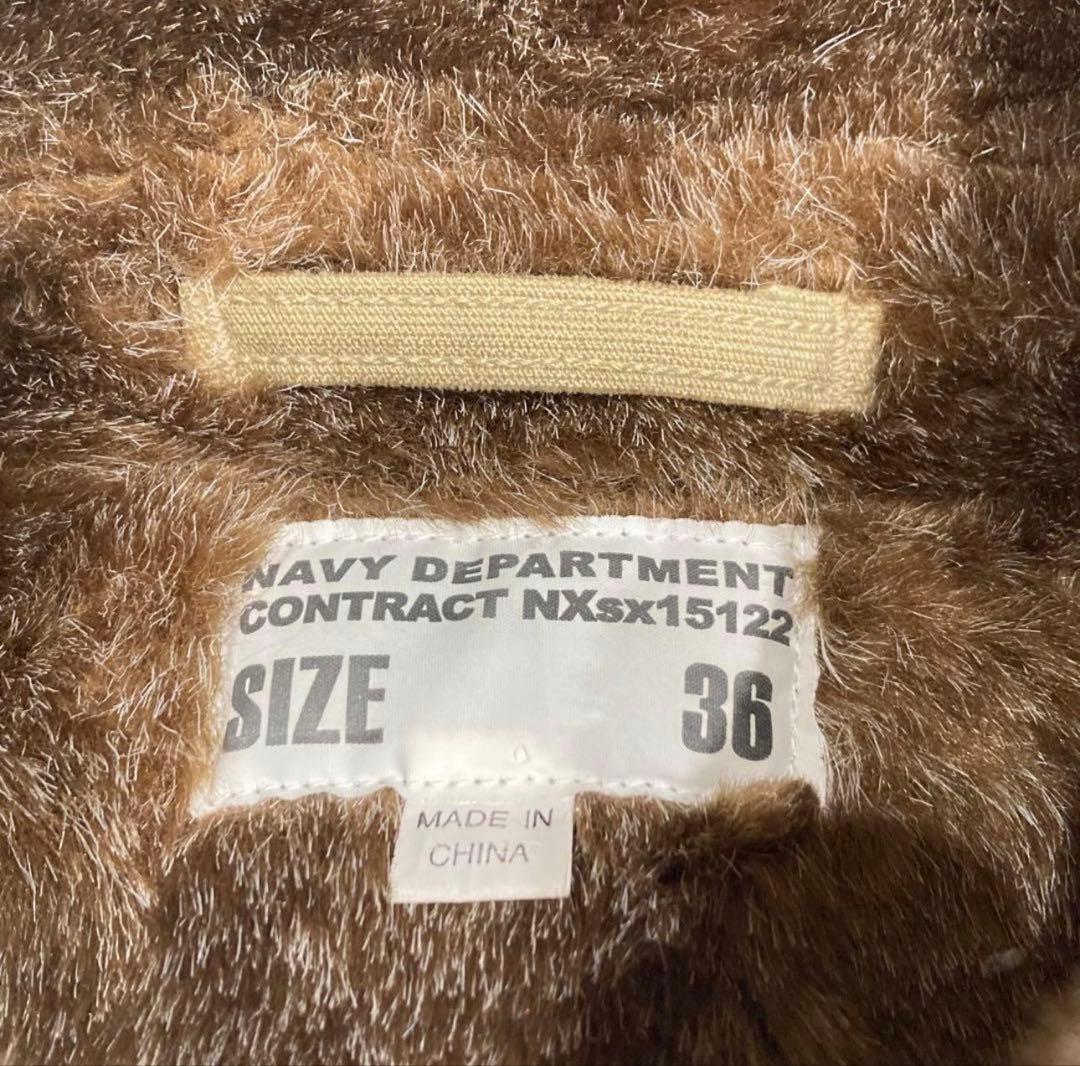 NAVY DEPARTMENT
CONTRACT NXsx15122
SIZE 36
MADE IN
CHINA